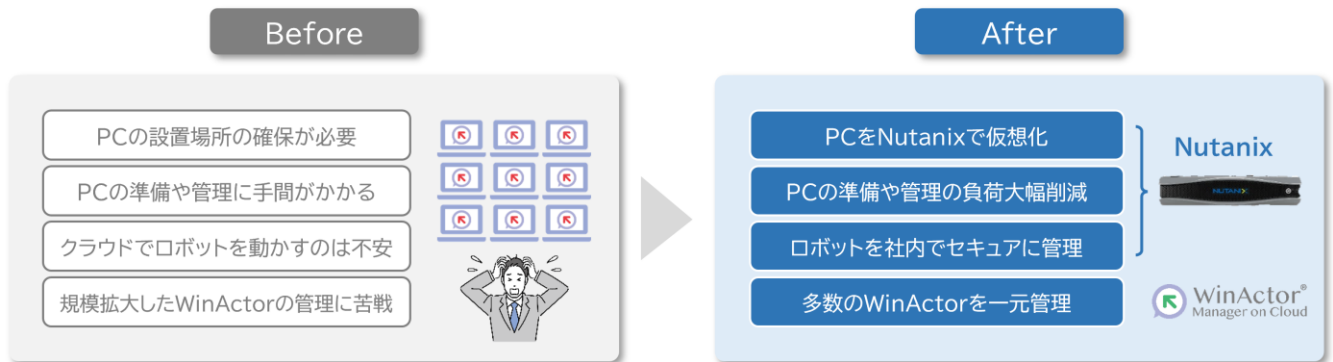 Before
PCの設置場所の確保が必要
PCの準備や管理に手間がかかる
クラウドでロボットを動かすのは不安
規模拡大したWinActorの管理に苦戦
After
PCをNutanixで仮想化
PCの準備や管理の負荷大幅削減
ロボットを社内でセキュアに管理
多数のWinActorを一元管理
Nutanix
NUTANIX
WinActor®
Manager on Cloud